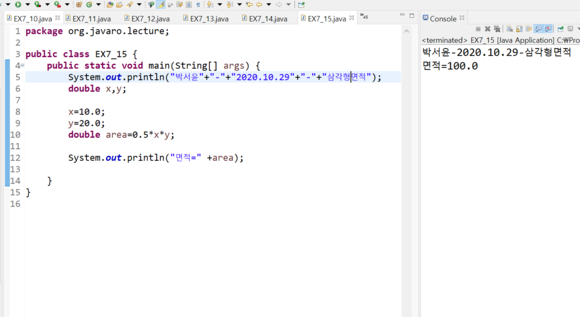 EX7_10.java EX7_11.java EX7_12.java EX7_13.java EX7_14.java EX7_15.java
1 package org.javaro.lecture;
2
3 public class EX7_15 {
4 public static void main(String[] args) {
5 System.out.println("박서윤"+"-"+"2020.10.29"+"-"+"삼각형면적");
6 double x,y;
7
8 x=10.0;
9 y=20.0;
10 double area=0.5*x*y;
11
12 System.out.println("면적=" +area);
13
14 }
15 }
16
Console
<terminated> EX7_15 [Java Application] C:₩Pro
박서윤-2020.10.29-삼각형면적
면적=100.0